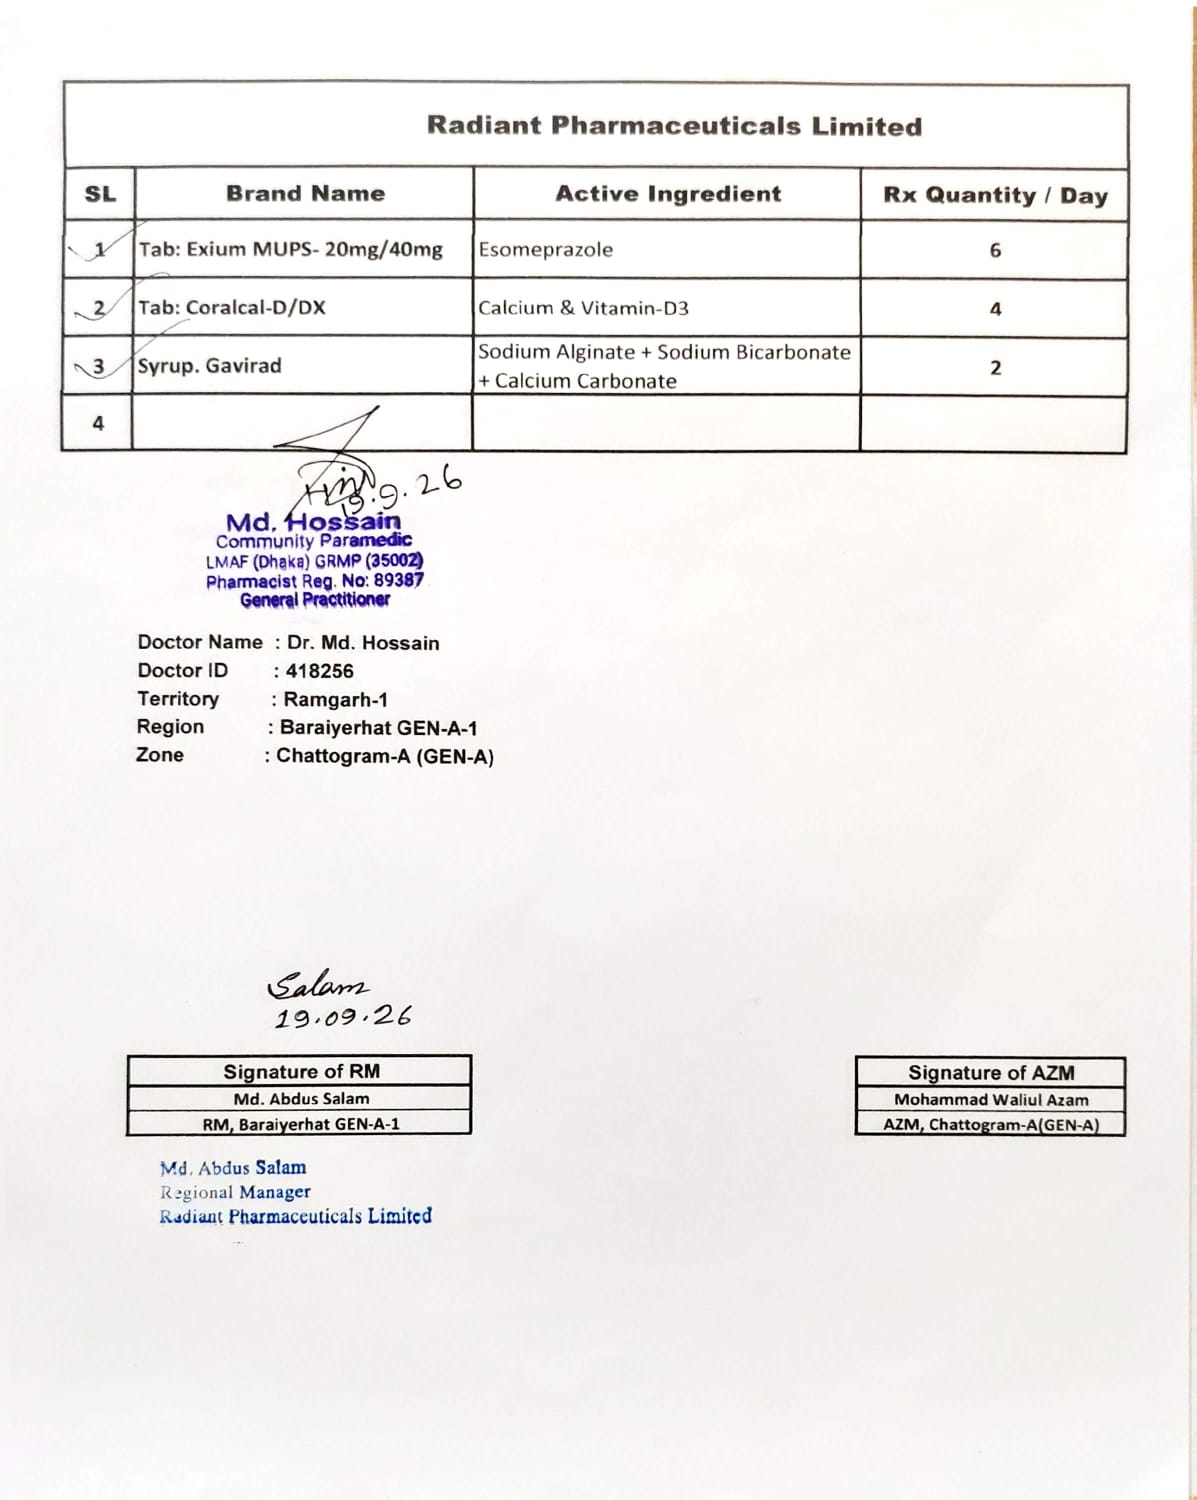 Radiant Pharmaceuticals Limited
SL Brand Name Active Ingredient Rx Quantity / Day
1 Tab: Exium MUPS- 20mg/40mg Esomeprazole 6
2 Tab: Coralcal-D/DX Calcium & Vitamin-D3 4
3 Syrup. Gavirad Sodium Alginate + Sodium Bicarbonate
+ Calcium Carbonate 2
4
19.9.26
Md. Hossain
Community Paramedic
LMAF (Dhaka) GRMP (35002)
Pharmacist Reg. No: 89387
General Practitioner
Doctor Name : Dr. Md. Hossain
Doctor ID : 418256
Territory : Ramgarh-1
Region : Baraiyerhat GEN-A-1
Zone : Chattogram-A (GEN-A)
Salam
19.09.26
Signature of RM
Md. Abdus Salam
RM, Baraiyerhat GEN-A-1
Signature of AZM
Mohammad Waliul Azam
AZM, Chattogram-A(GEN-A)
Md. Abdus Salam
Regional Manager
Radiant Pharmaceuticals Limited